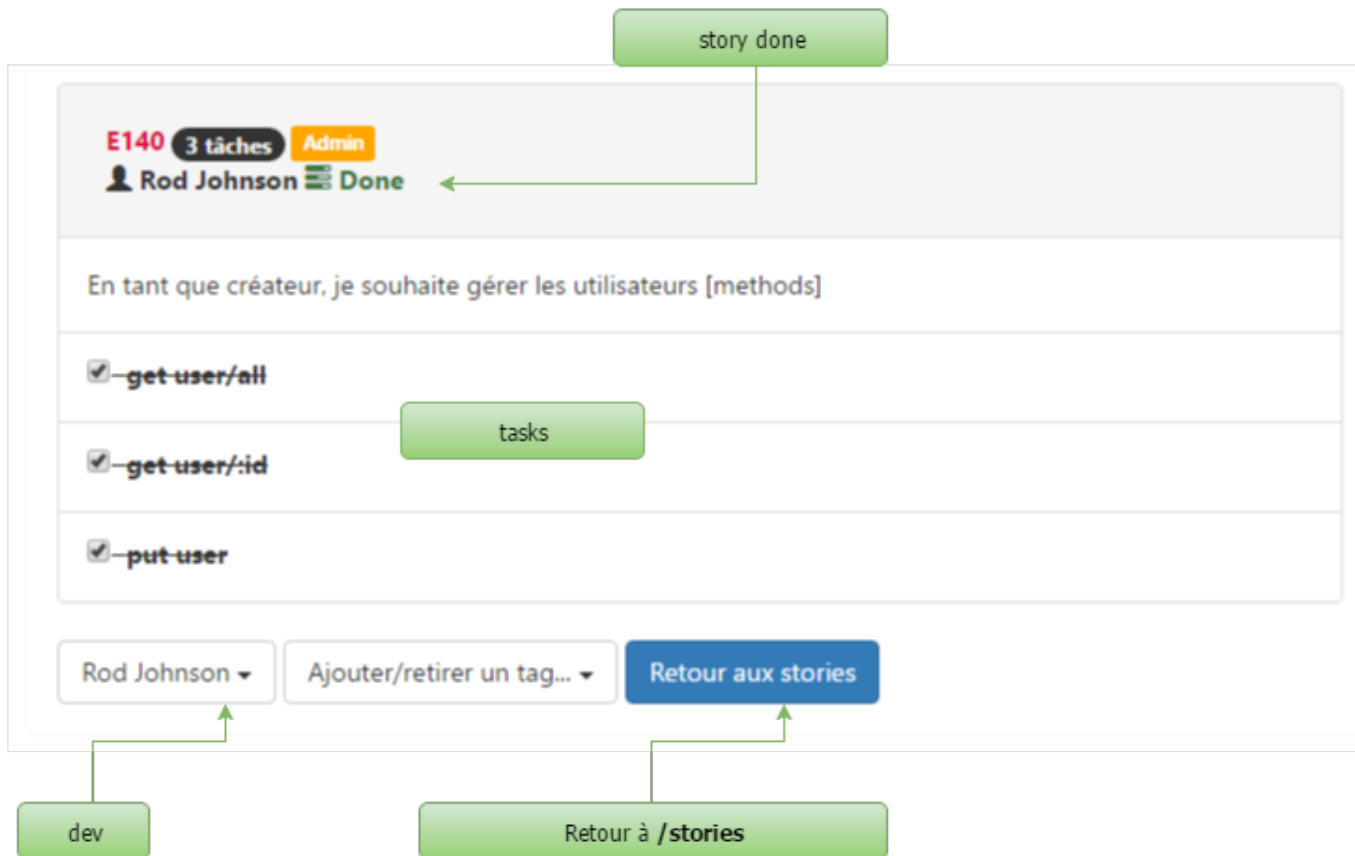 story done
E140 3 tâches Admin
Rod Johnson Done
En tant que créateur, je souhaite gérer les utilisateurs [methods]
get user/all
tasks
get user/:id
put user
Rod Johnson
Ajouter/retirer un tag...
Retour aux stories
dev
Retour à /stories